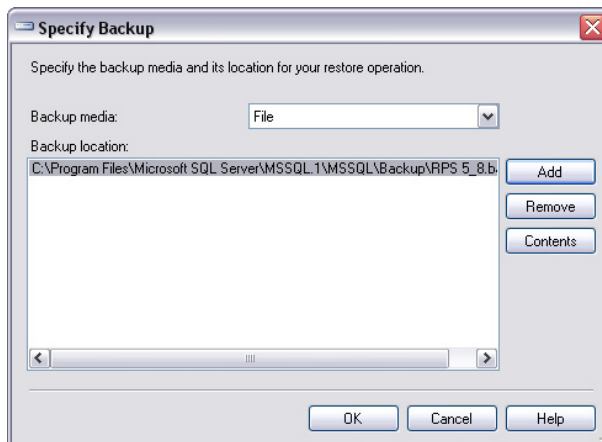 Specify Backup
Specify the backup media and its location for your restore operation.
Backup media:
File
Backup location:
C:\Program Files\Microsoft SQL Server\MSSQL.1\MSSQL\Backup\RPS 5_8.b
Add
Remove
Contents
OK
Cancel
Help